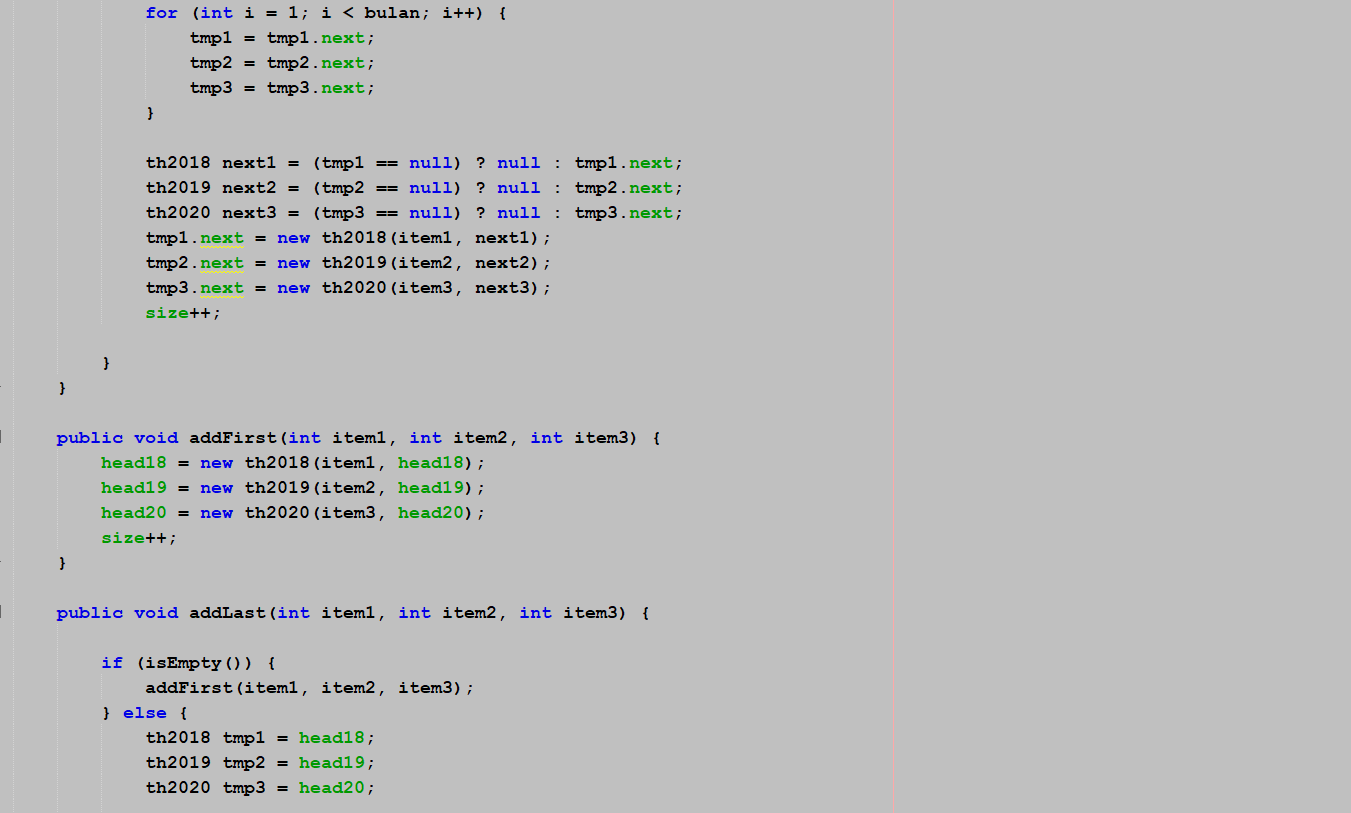 for (int i = 1; i < bulan; i++) {
tmp1 = tmp1.next;
tmp2 = tmp2.next;
tmp3 = tmp3.next;
}
th2018 next1 = (tmp1 == null) ? null : tmp1.next;
th2019 next2 = (tmp2 == null) ? null : tmp2.next;
th2020 next3 = (tmp3 == null) ? null : tmp3.next;
tmp1.next = new th2018(item1, next1);
tmp2.next = new th2019(item2, next2);
tmp3.next = new th2020(item3, next3);
size++;
}
}
public void addFirst(int item1, int item2, int item3) {
head18 = new th2018(item1, head18);
head19 = new th2019(item2, head19);
head20 = new th2020(item3, head20);
size++;
}
public void addLast(int item1, int item2, int item3) {
if (isEmpty()) {
addFirst(item1, item2, item3);
} else {
th2018 tmp1 = head18;
th2019 tmp2 = head19;
th2020 tmp3 = head20;